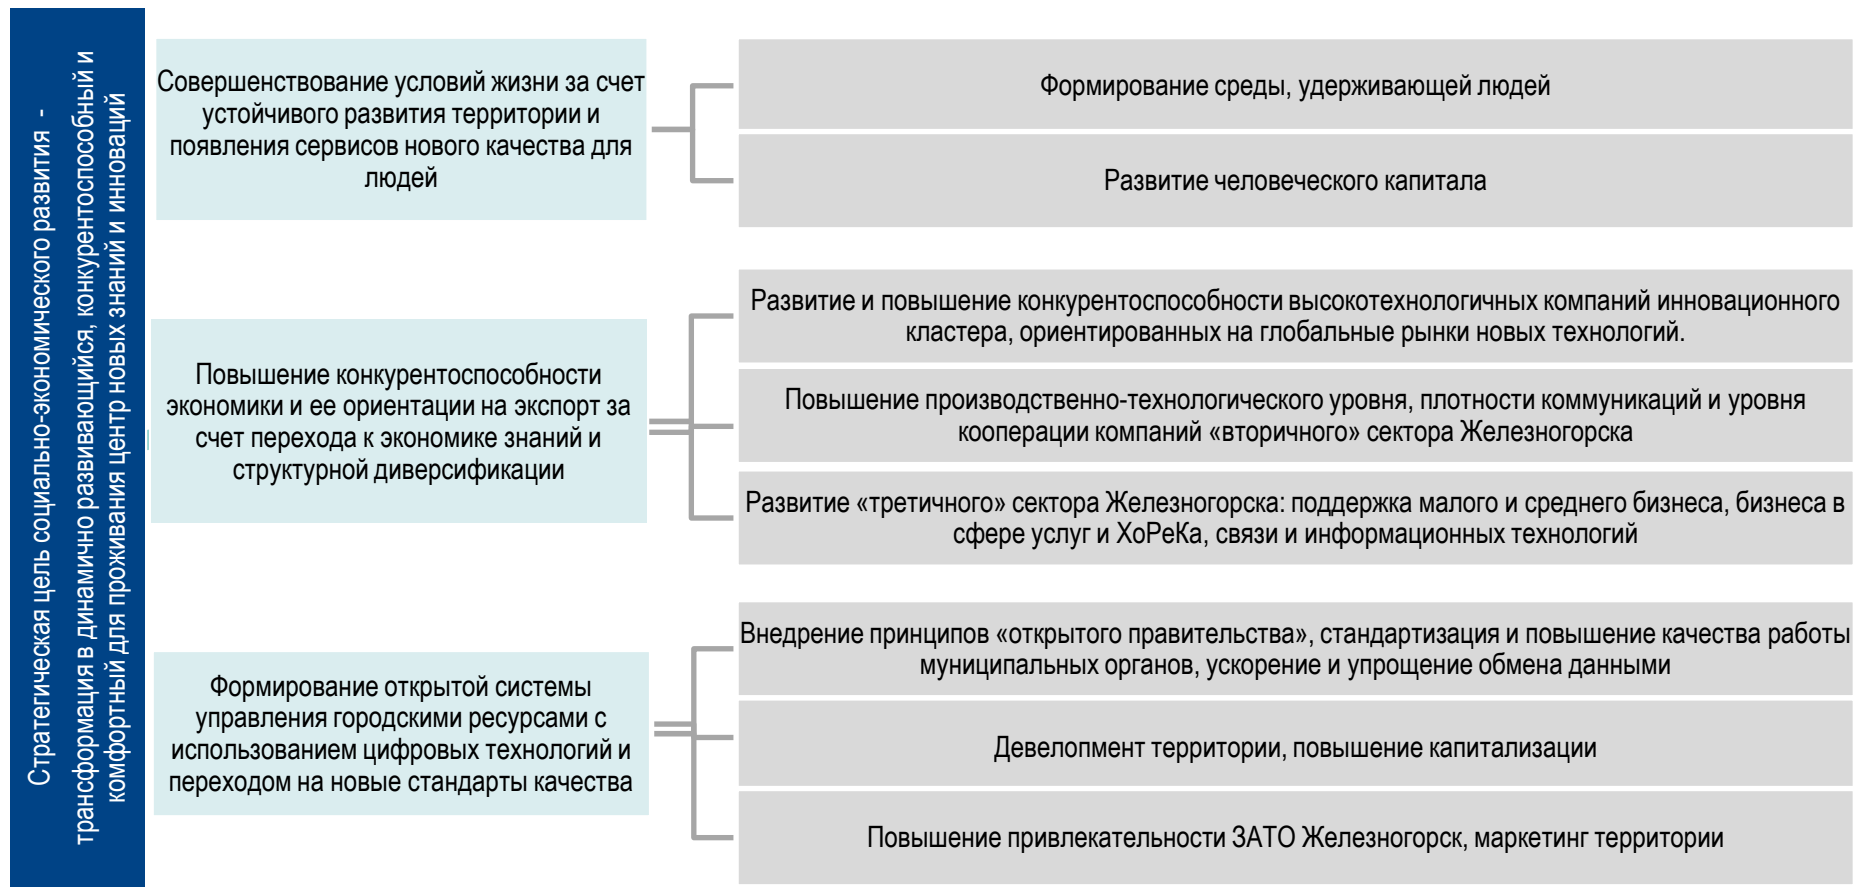 Стратегическая цель социально-экономического развития -
трансформация в динамично развивающийся, конкурентоспособный и
комфортный для проживания центр новых знаний и инноваций
Совершенствование условий жизни за счет
устойчивого развития территории и
появления сервисов нового качества для
людей
Формирование среды, удерживающей людей
Развитие человеческого капитала
Повышение конкурентоспособности
экономики и ее ориентации на экспорт за
счет перехода к экономике знаний и
структурной диверсификации
Развитие и повышение конкурентоспособности высокотехнологичных компаний инновационного
кластера, ориентированных на глобальные рынки новых технологий.
Повышение производственно-технологического уровня, плотности коммуникаций и уровня
кооперации компаний «вторичного» сектора Железногорска
Развитие «третичного» сектора Железногорска: поддержка малого и среднего бизнеса, бизнеса в
сфере услуг и ХоРеКа, связи и информационных технологий
Формирование открытой системы
управления городскими ресурсами с
использованием цифровых технологий и
переходом на новые стандарты качества
Внедрение принципов «открытого правительства», стандартизация и повышение качества работы
муниципальных органов, ускорение и упрощение обмена данными
Девелопмент территории, повышение капитализации
Повышение привлекательности ЗАТО Железногорск, маркетинг территории